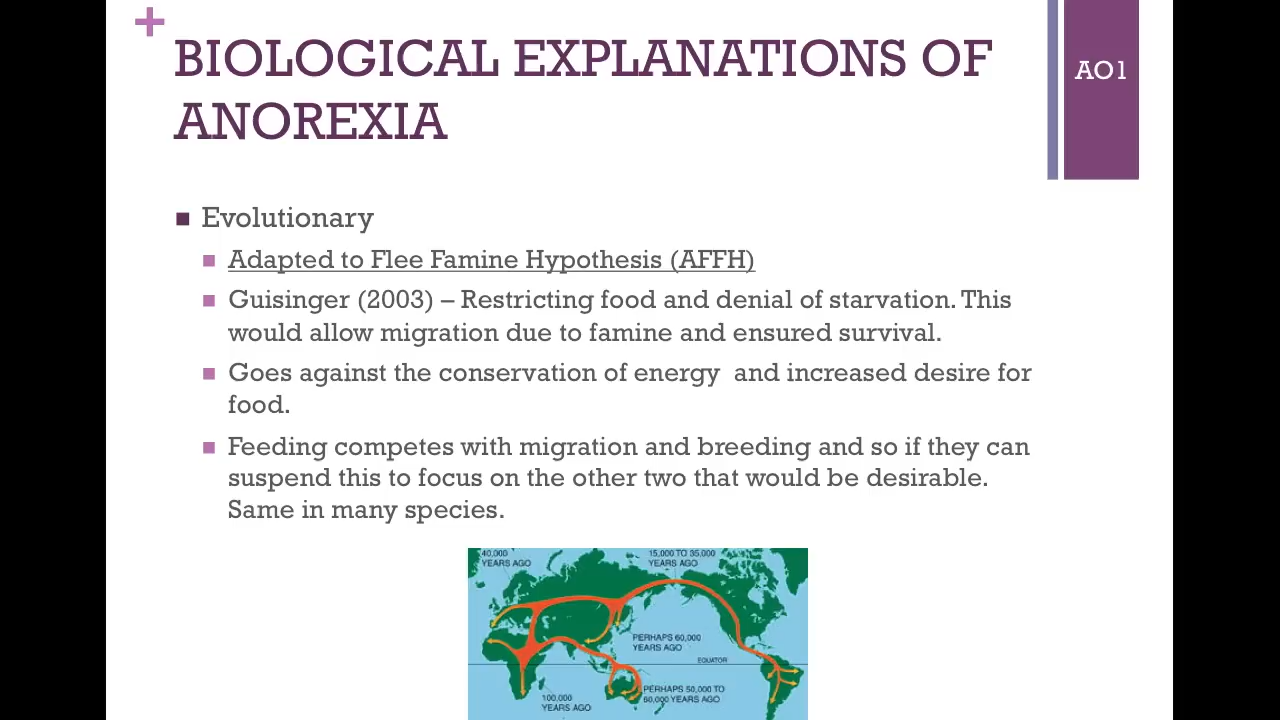 +
BIOLOGICAL EXPLANATIONS OF
ANOREXIA
AO1
Evolutionary
Adapted to Flee Famine Hypothesis (AFFH)
Guisinger (2003) – Restricting food and denial of starvation. This
would allow migration due to famine and ensured survival.
Goes against the conservation of energy  and increased desire for
food.
Feeding competes with migration and breeding and so if they can
suspend this to focus on the other two that would be desirable.
Same in many species.
40,000
YEARS AGO
15,000 TO 35,000
YEARS AGO
PERHAPS 60,000
YEARS AGO
EQUATOR
PERHAPS 50,000 TO
60,000 YEARS AGO
100,000
YEARS AGO